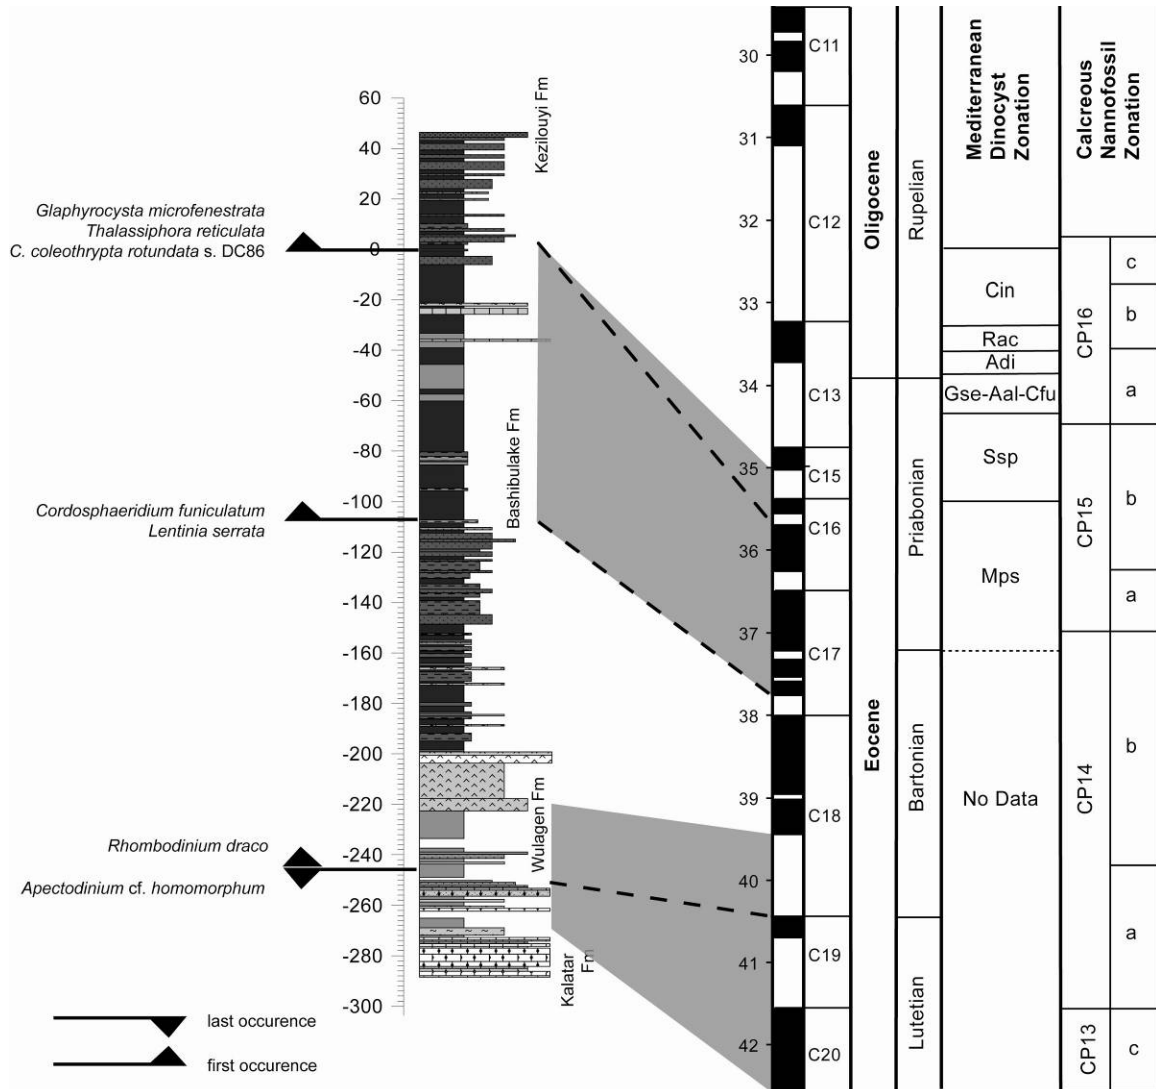 60
40
20
0
-20
-40
-60
-80
-100
-120
-140
-160
-180
-200
-220
-240
-260
-280
-300
Glaphyrocysta microfenestrata
Thalassiphora reticulata
C. coleothrypta rotundata s. DC86
Cordosphaeridium funiculatum
Lentinia serrata
Rhombodinium draco
Apectodinium cf. homomorphum
last occurence
first occurence
Kezilouyi Fm
Bashibulake Fm
Wulagen Fm
Kalatar
Fm
30
31
32
33
34
35
36
37
38
39
40
41
42
C11
C12
C13
C15
C16
C17
C18
C19
C20
Oligocene
Eocene
Rupelian
Priabonian
Bartonian
Lutetian
Mediterranean
Dinocyst
Zonation
Cin
Rac
Adi
Gse-Aal-Cfu
Ssp
Mps
No Data
Calcreous
Nannofossil
Zonation
CP16
CP15
CP14
CP13
c
b
a
b
a
b
a
c